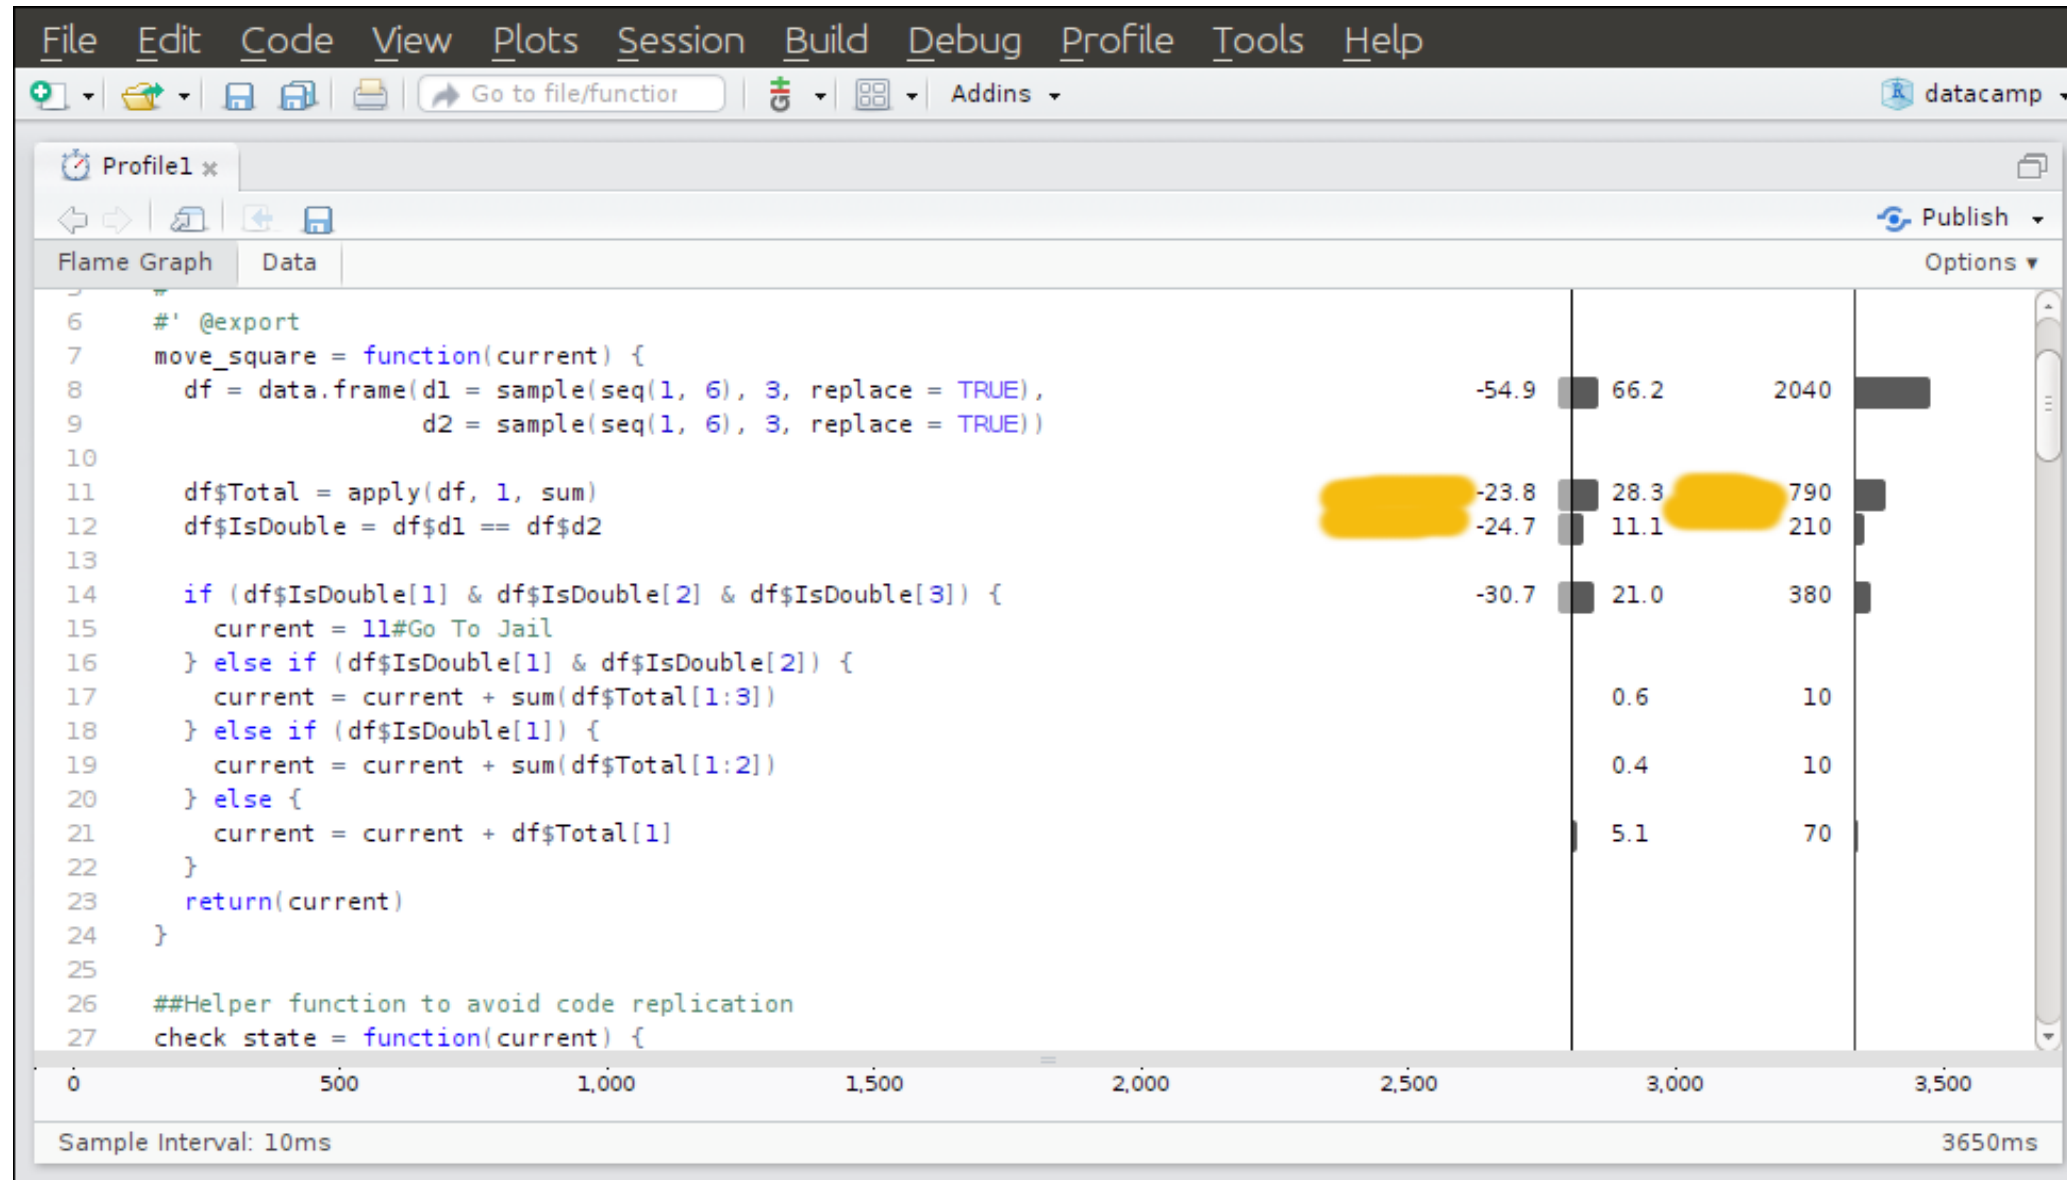 File Edit Code View Plots Session Build Debug Profile Tools Help
Go to file/function Addins datacamp
Profile1
Publish
Flame Graph Data Options
6 #' @export
7 move_square = function(current) {
8 df = data.frame(d1 = sample(seq(1, 6), 3, replace = TRUE), -54.9 66.2 2040
9 d2 = sample(seq(1, 6), 3, replace = TRUE))
10
11 df$Total = apply(df, 1, sum) -23.8 28.3 790
12 df$IsDouble = df$d1 == df$d2 -24.7 11.1 210
13
14 if (df$IsDouble[1] & df$IsDouble[2] & df$IsDouble[3]) { -30.7 21.0 380
15 current = 11#Go To Jail
16 } else if (df$IsDouble[1] & df$IsDouble[2]) {
17 current = current + sum(df$Total[1:3]) 0.6 10
18 } else if (df$IsDouble[1]) {
19 current = current + sum(df$Total[1:2]) 0.4 10
20 } else {
21 current = current + df$Total[1] 5.1 70
22 }
23 return(current)
24 }
25
26 ##Helper function to avoid code replication
27 check state = function(current) {
0 500 1,000 1,500 2,000 2,500 3,000 3,500
Sample Interval: 10ms 3650ms